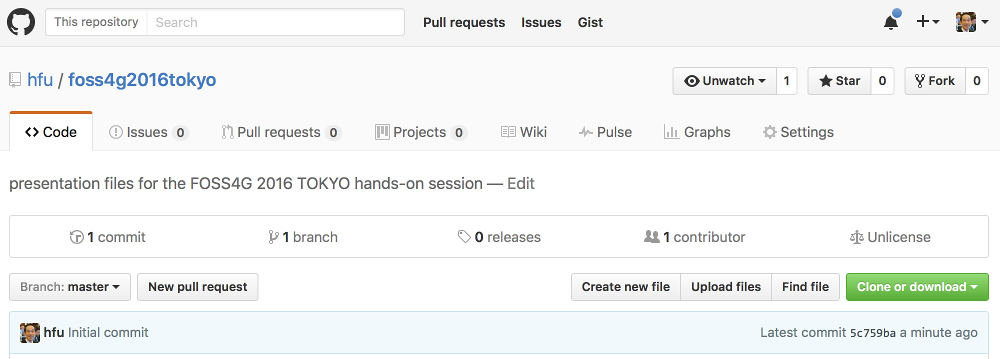 This repository Search Pull requests Issues Gist
hfu / foss4g2016tokyo Unwatch 1 Star 0 Fork 0
Code Issues 0 Pull requests 0 Projects 0 Wiki Pulse Graphs Settings
presentation files for the FOSS4G 2016 TOKYO hands-on session — Edit
1 commit 1 branch 0 releases 1 contributor Unlicense
Branch: master New pull request Create new file Upload files Find file Clone or download
hfu Initial commit Latest commit 5c759ba a minute ago